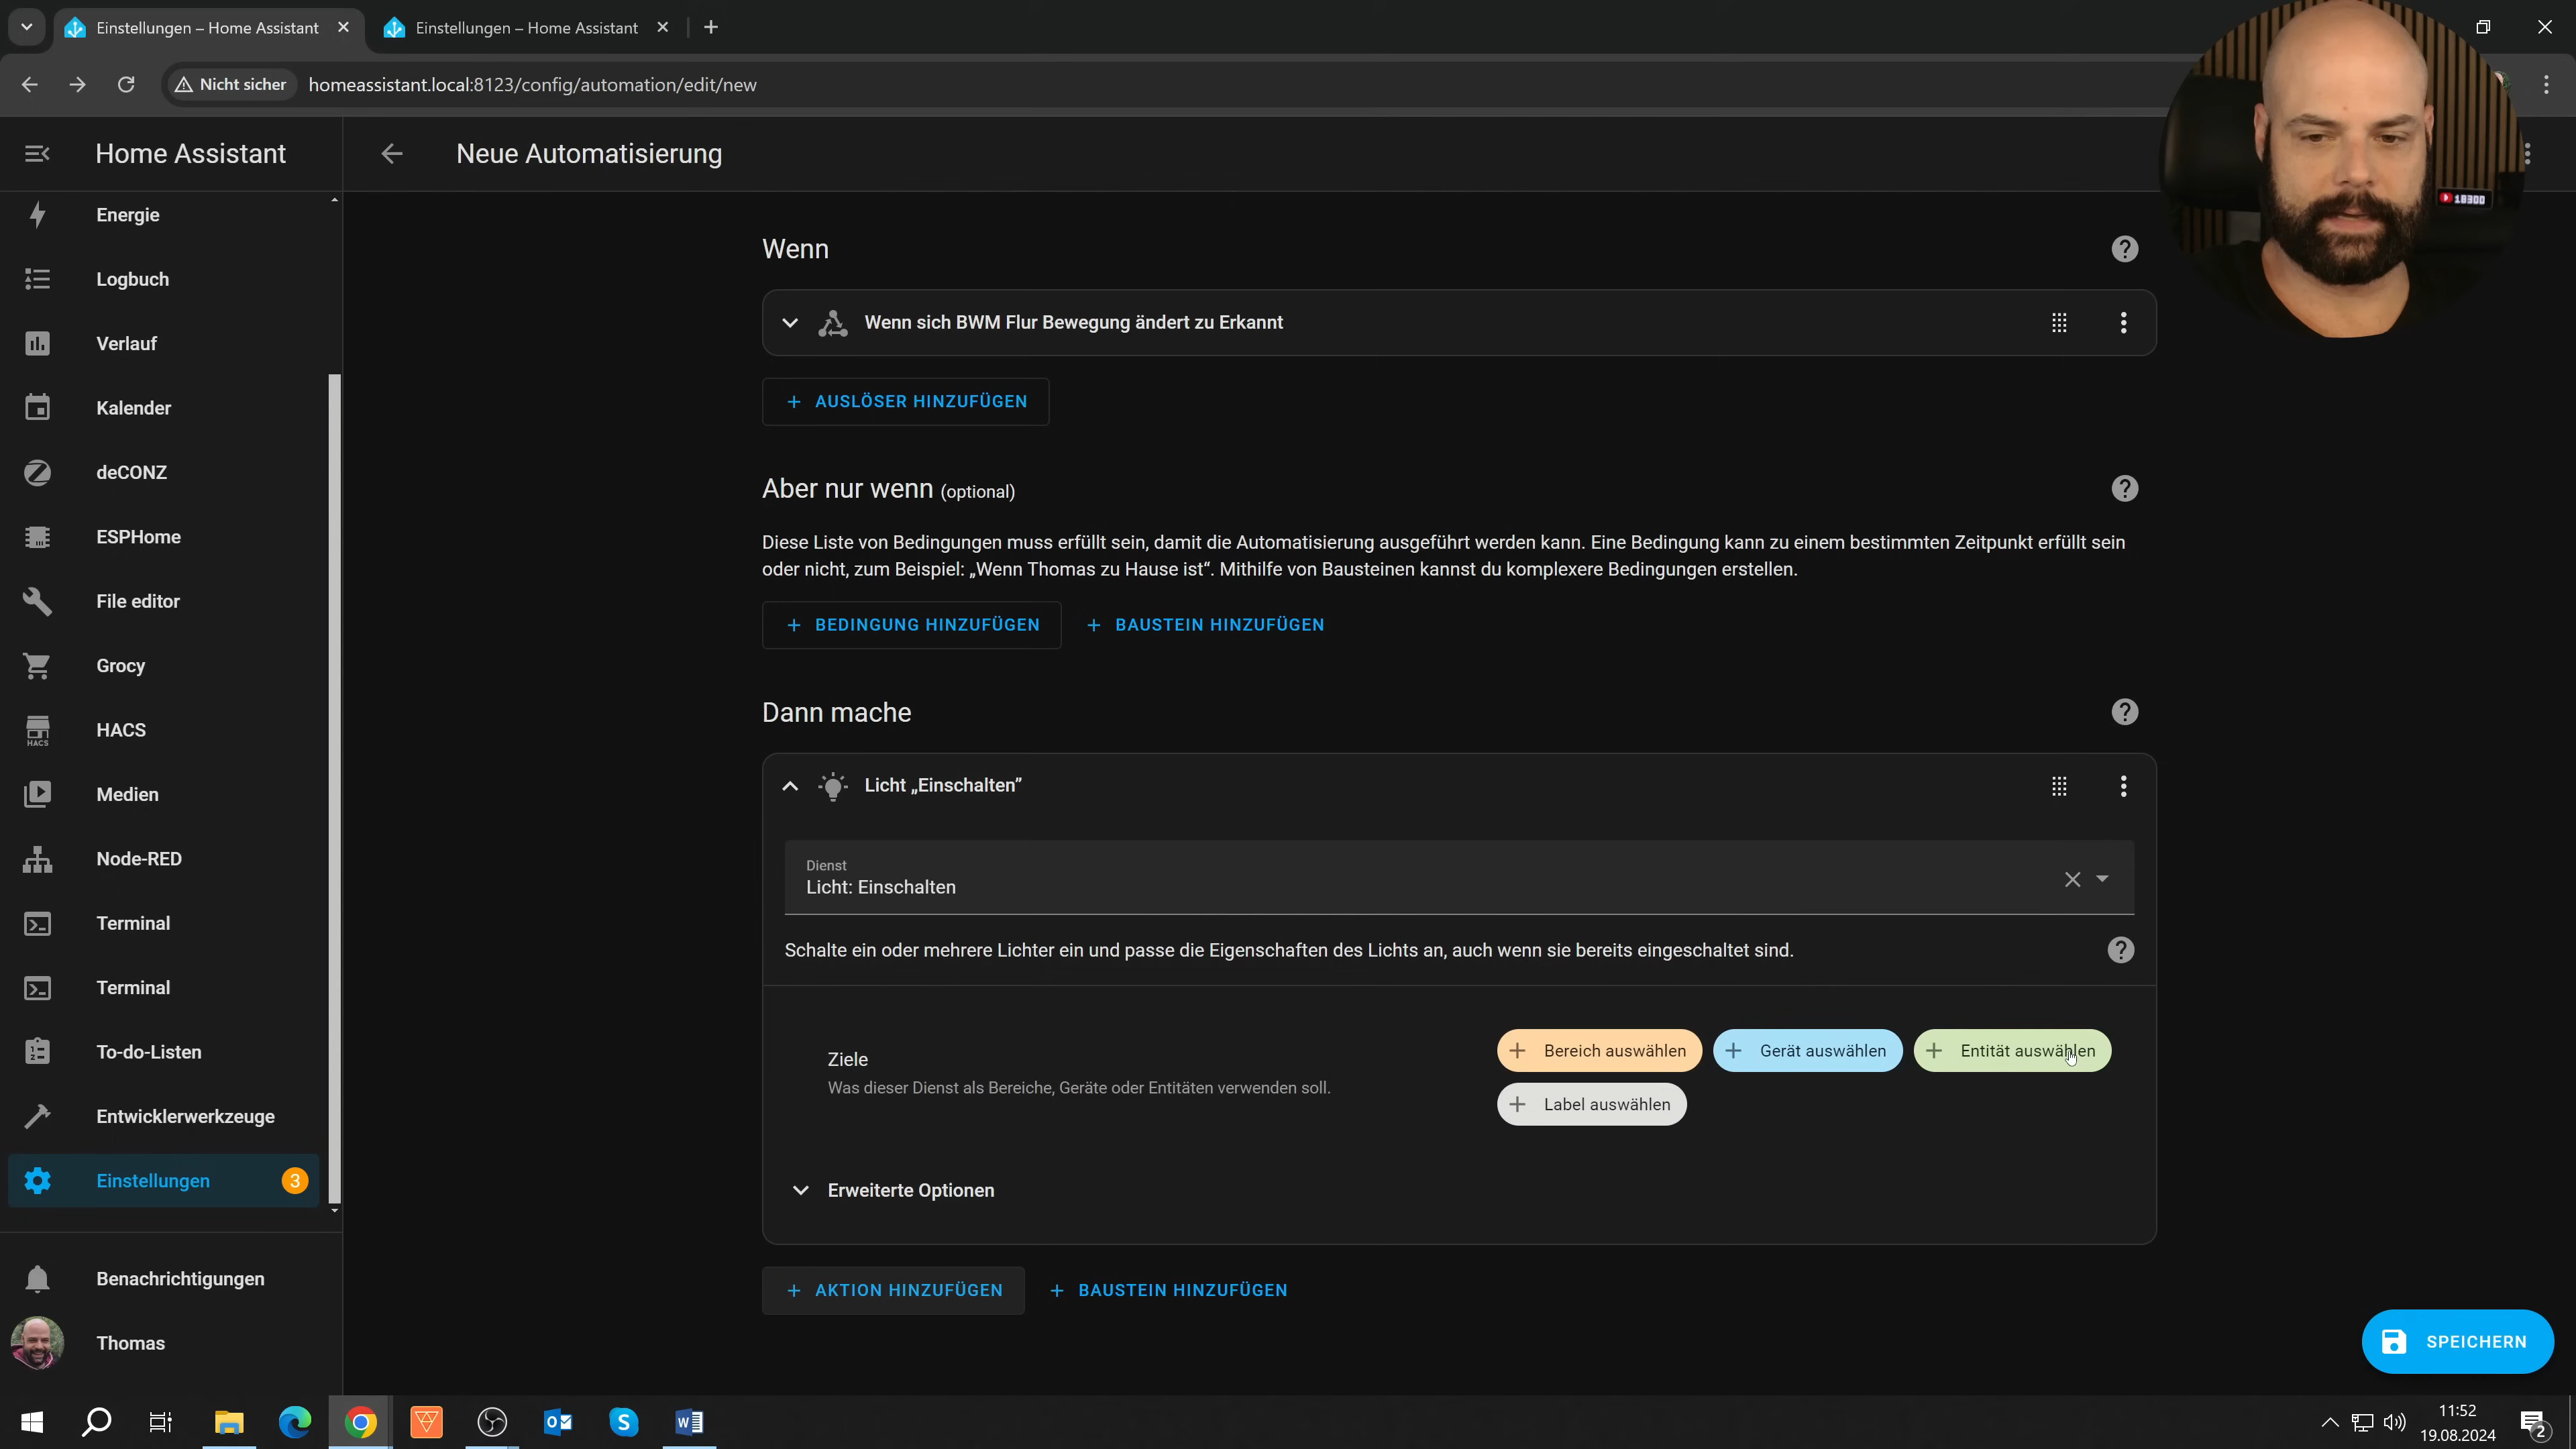 Einstellungen – Home Assistant
Einstellungen – Home Assistant
Nicht sicher
homeassistant.local:8123/config/automation/edit/new
Home Assistant
Neue Automatisierung
Energie
Logbuch
Verlauf
Kalender
deCONZ
ESPHome
File editor
Grocy
HACS
HACS
Medien
Node-RED
Terminal
Terminal
To-do-Listen
Entwicklerwerkzeuge
Einstellungen
3
Benachrichtigungen
Thomas
Wenn
Wenn sich BWM Flur Bewegung ändert zu Erkannt
AUSLÖSER HINZUFÜGEN
Aber nur wenn (optional)
Diese Liste von Bedingungen muss erfüllt sein, damit die Automatisierung ausgeführt werden kann. Eine Bedingung kann zu einem bestimmten Zeitpunkt erfüllt sein
oder nicht, zum Beispiel: „Wenn Thomas zu Hause ist“. Mithilfe von Bausteinen kannst du komplexere Bedingungen erstellen.
BEDINGUNG HINZUFÜGEN
BAUSTEIN HINZUFÜGEN
Dann mache
Licht „Einschalten”
Dienst
Licht: Einschalten
Schalte ein oder mehrere Lichter ein und passe die Eigenschaften des Lichts an, auch wenn sie bereits eingeschaltet sind.
Ziele
Was dieser Dienst als Bereiche, Geräte oder Entitäten verwenden soll.
Bereich auswählen
Gerät auswählen
Entität auswählen
Label auswählen
Erweiterte Optionen
AKTION HINZUFÜGEN
BAUSTEIN HINZUFÜGEN
SPEICHERN
18300
11:52
19.08.2024
2